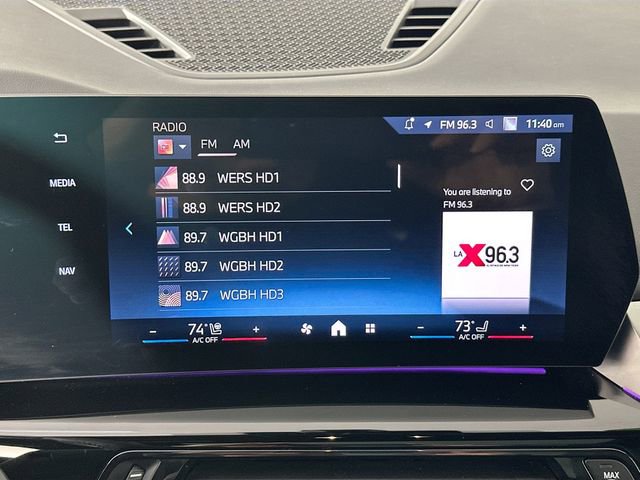 RADIO
FM 96.3
11:40 am
FM AM
MEDIA
TEL
NAV
88.9 WERS HD1
88.9 WERS HD2
89.7 WGBH HD1
89.7 WGBH HD2
89.7 WGBH HD3
You are listening to
FM 96.3
LA X 96.3
- 74° +
A/C OFF
- 73° +
A/C OFF
MAX